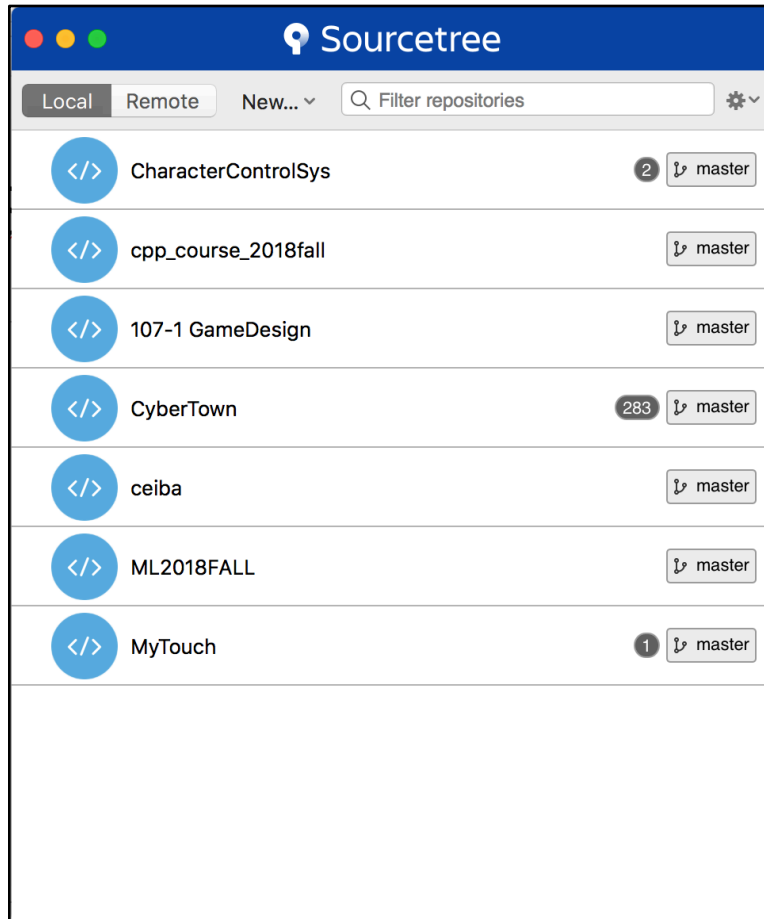 Sourcetree
Local Remote New... Filter repositories
</> CharacterControlSys 2 master
</> cpp_course_2018fall master
</> 107-1 GameDesign master
</> CyberTown 283 master
</> ceiba master
</> ML2018FALL master
</> MyTouch 1 master